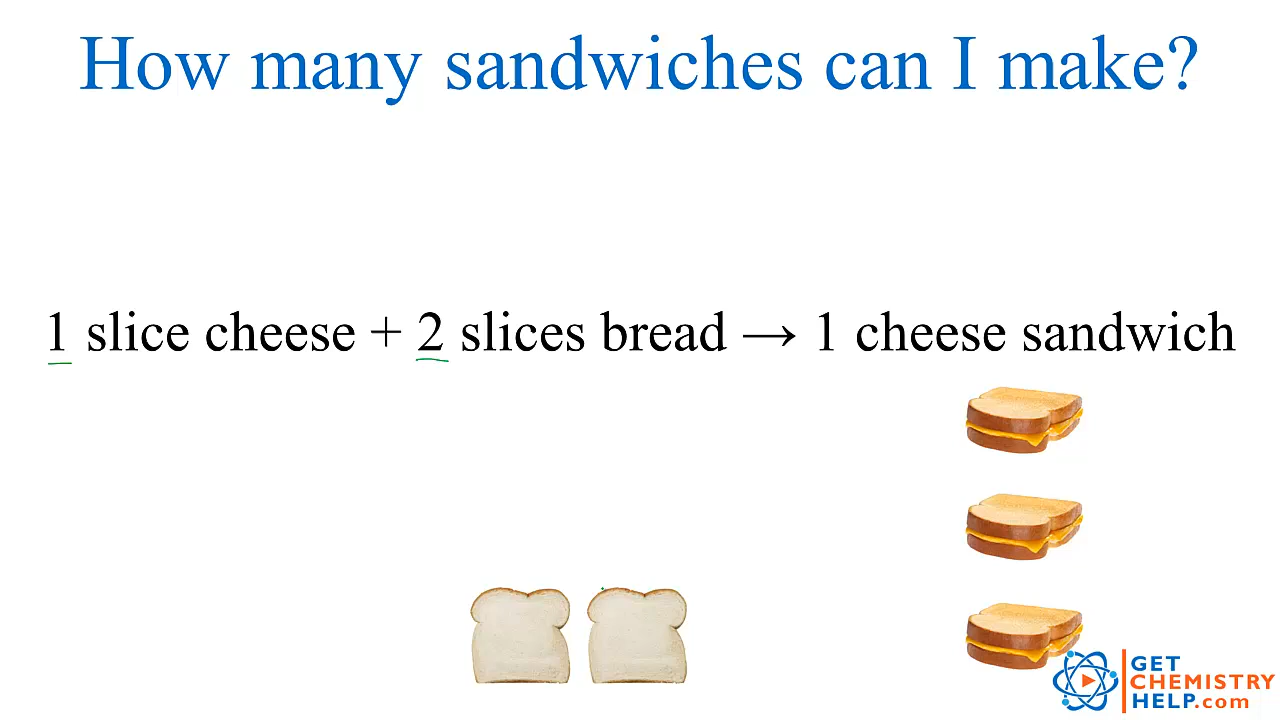 How many sandwiches can I make?
1 slice cheese + 2 slices bread → 1 cheese sandwich
GET
CHEMISTRY
HELP.com